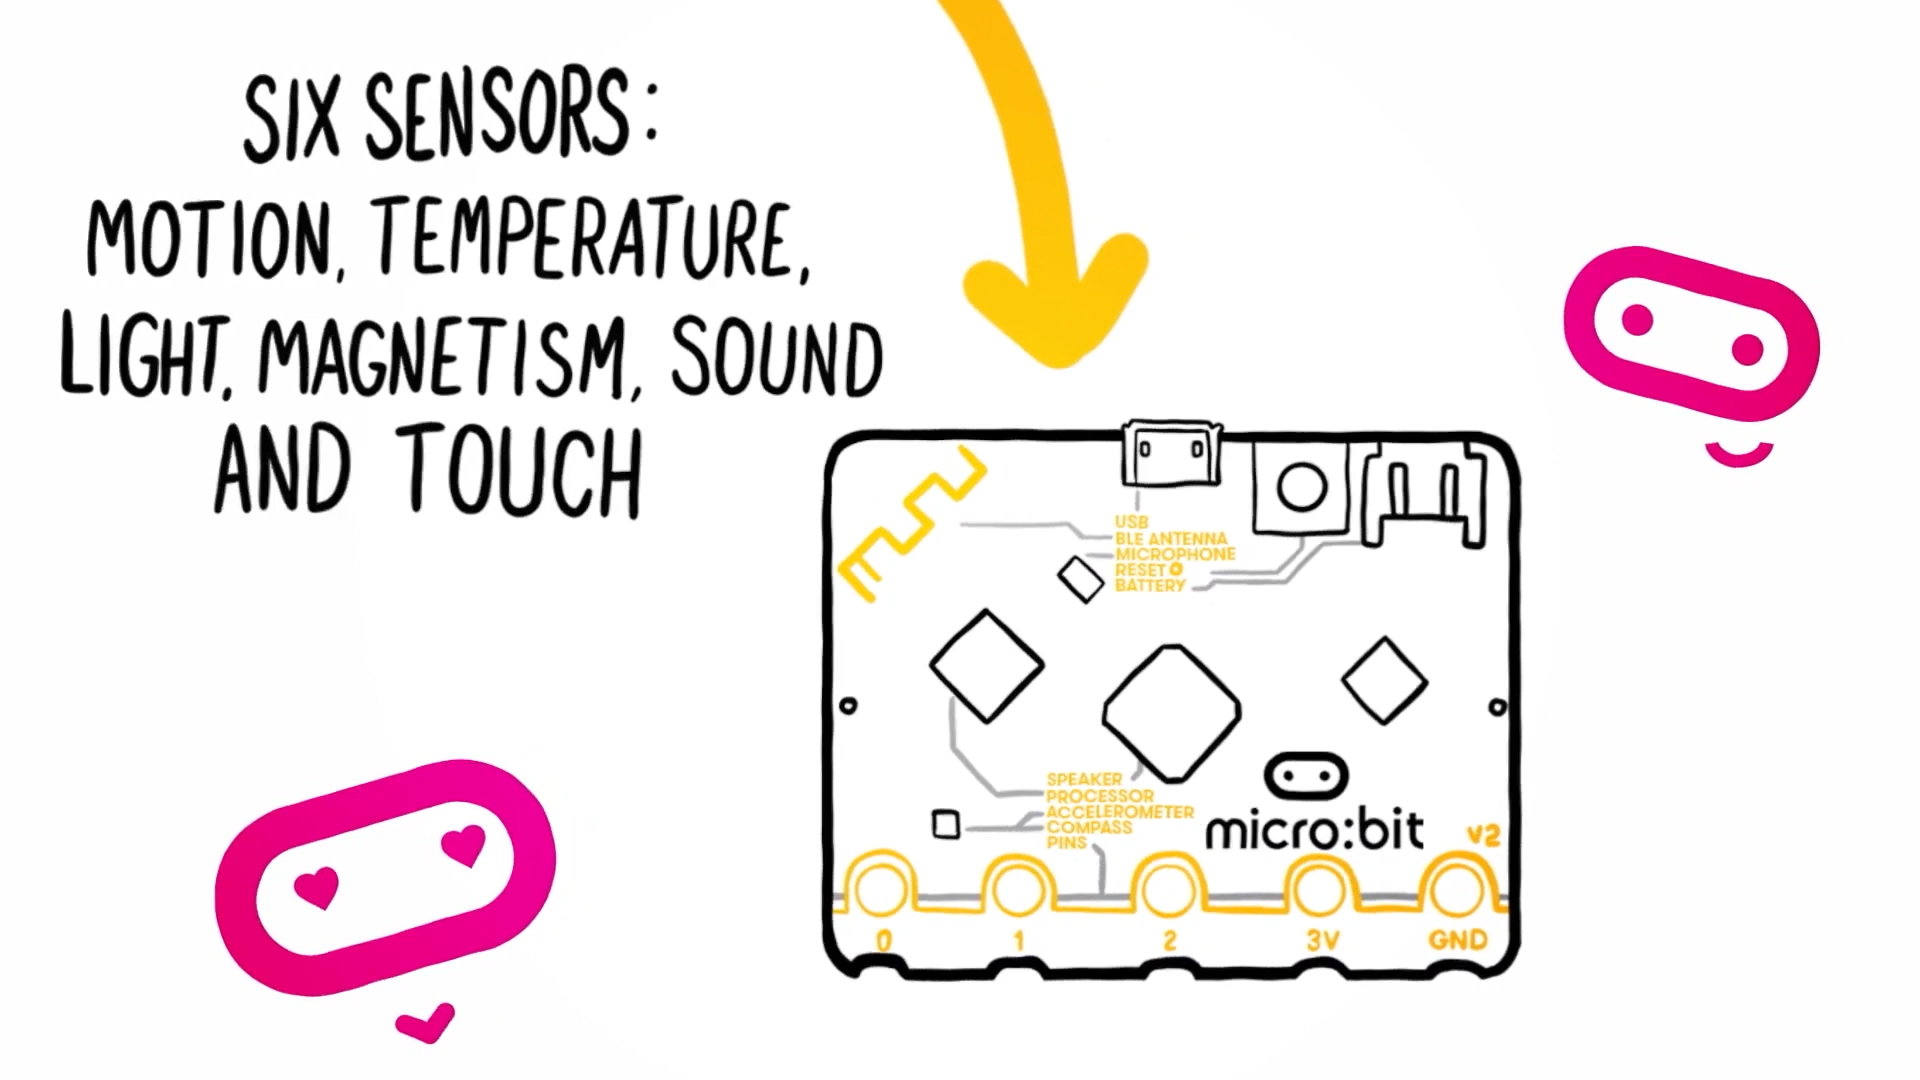 SIX SENSORS:
MOTION, TEMPERATURE,
LIGHT, MAGNETISM, SOUND
AND TOUCH
USB
BLE ANTENNA
MICROPHONE
RESET
BATTERY
SPEAKER
PROCESSOR
ACCELEROMETER
COMPASS
PINS
micro:bit
v2
0 1 2 3V GND